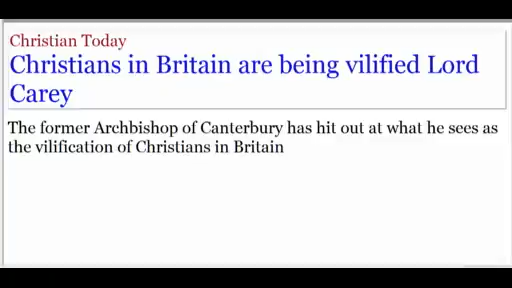 Christian Today
Christians in Britain are being vilified Lord
Carey
The former Archbishop of Canterbury has hit out at what he sees as
the vilification of Christians in Britain